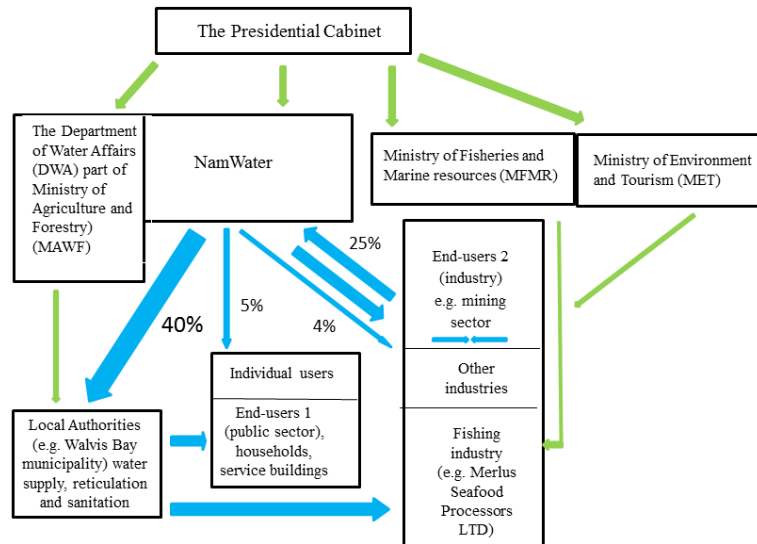 The Presidential Cabinet
The Department
of Water Affairs
(DWA) part of
Ministry of
Agriculture and
Forestry)
(MAWF)
NamWater
Ministry of Fisheries and
Marine resources (MFMR)
Ministry of Environment
and Tourism (MET)
40%
5%
4%
25%
End-users 2
(industry)
e.g. mining
sector
Other
industries
Fishing
industry
(e.g. Merlus
Seafood
Processors
LTD)
Individual users
End-users 1
(public sector),
households,
service buildings
Local Authorities
(e.g. Walvis Bay
municipality) water
supply, reticulation
and sanitation